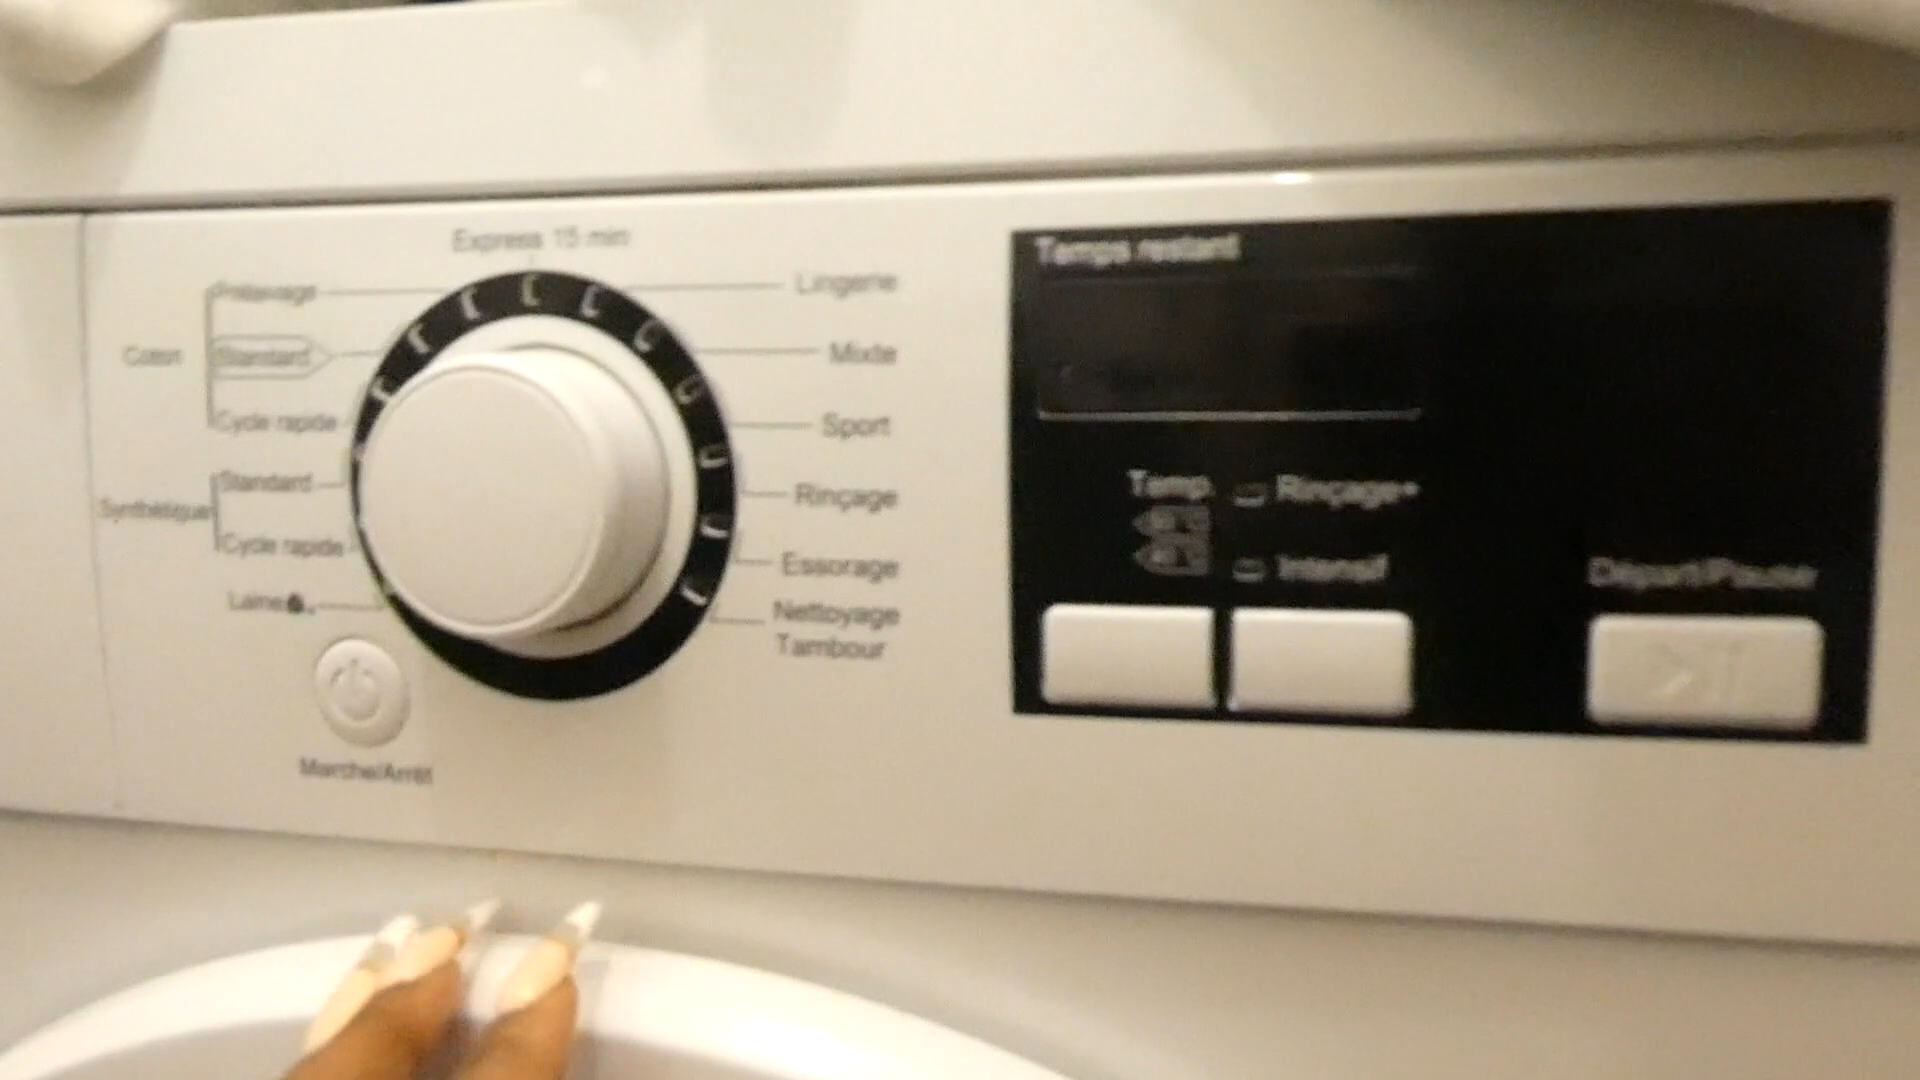 Express 15 min
Prélavage
Coton
Standard
Cycle rapide
Synthétique
Standard
Cycle rapide
Laine
Marche/Arrêt
Lingerie
Mixte
Sport
Rinçage
Essorage
Nettoyage
Tambour
Temps restant
Temp.
Rinçage+
Intensif
Départ/Pause